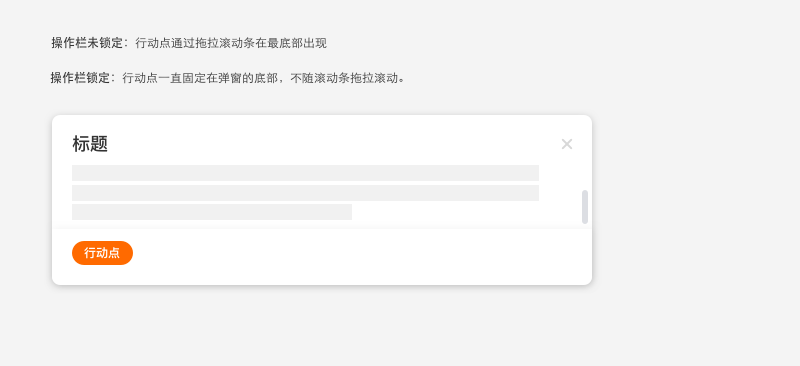 操作栏未锁定：行动点通过拖拉滚动条在最底部出现
操作栏锁定：行动点一直固定在弹窗的底部，不随滚动条拖拉滚动。
标题
行动点